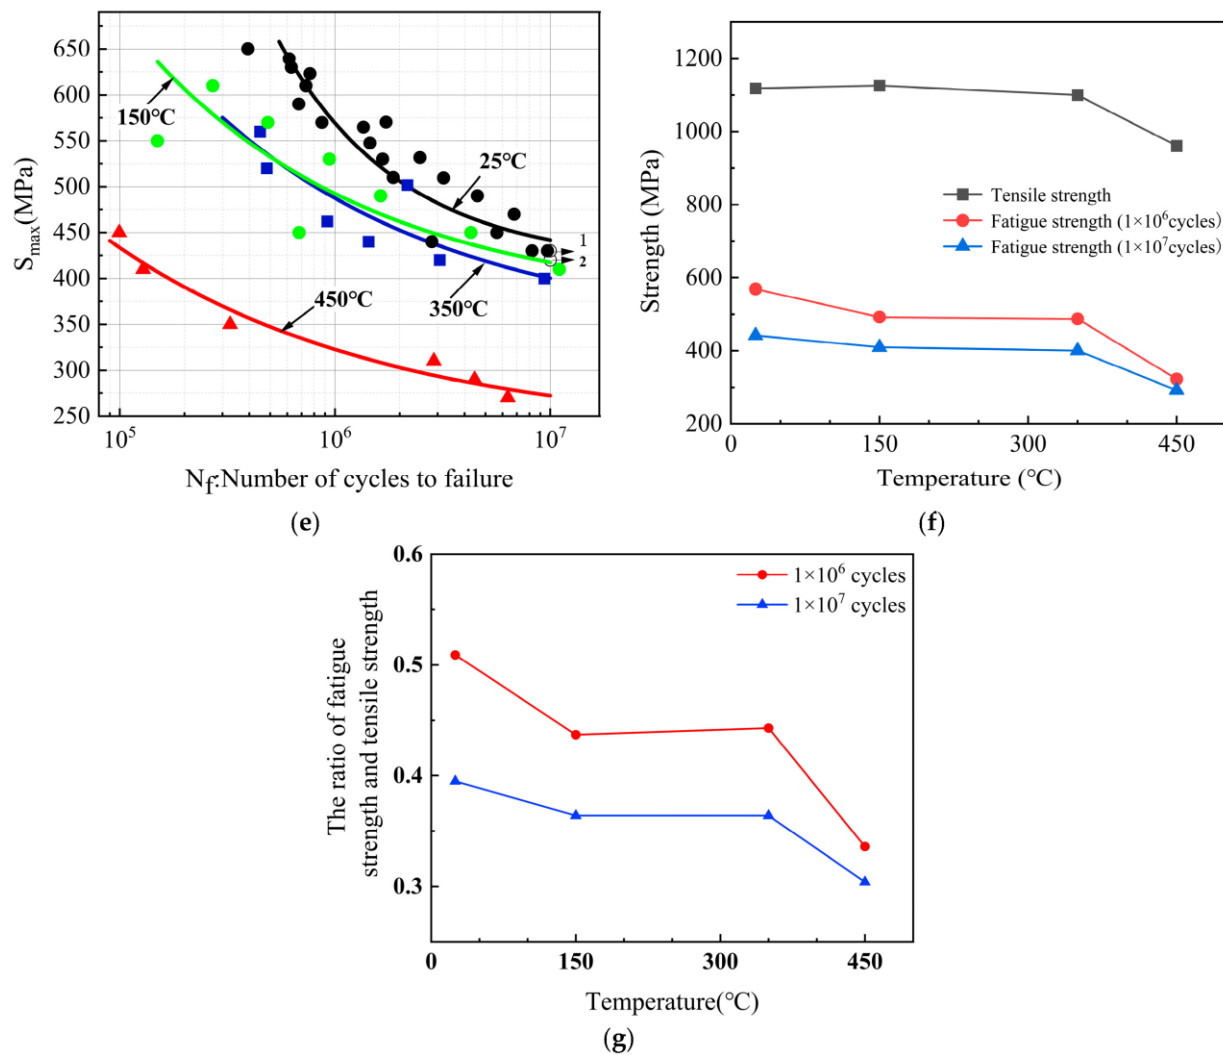 650
600
550
500
450
400
350
300
250
S_max(MPa)
150℃
25℃
450℃
350℃
1
2
10^5
10^6
10^7
N_f:Number of cycles to failure
(e)
1200
1000
800
600
400
200
Strength (MPa)
Tensile strength
Fatigue strength (1×10^6cycles)
Fatigue strength (1×10^7cycles)
0
150
300
450
Temperature (℃)
(f)
0.6
0.5
0.4
0.3
The ratio of fatigue
strength and tensile strength
1×10^6 cycles
1×10^7 cycles
0
150
300
450
Temperature(℃)
(g)